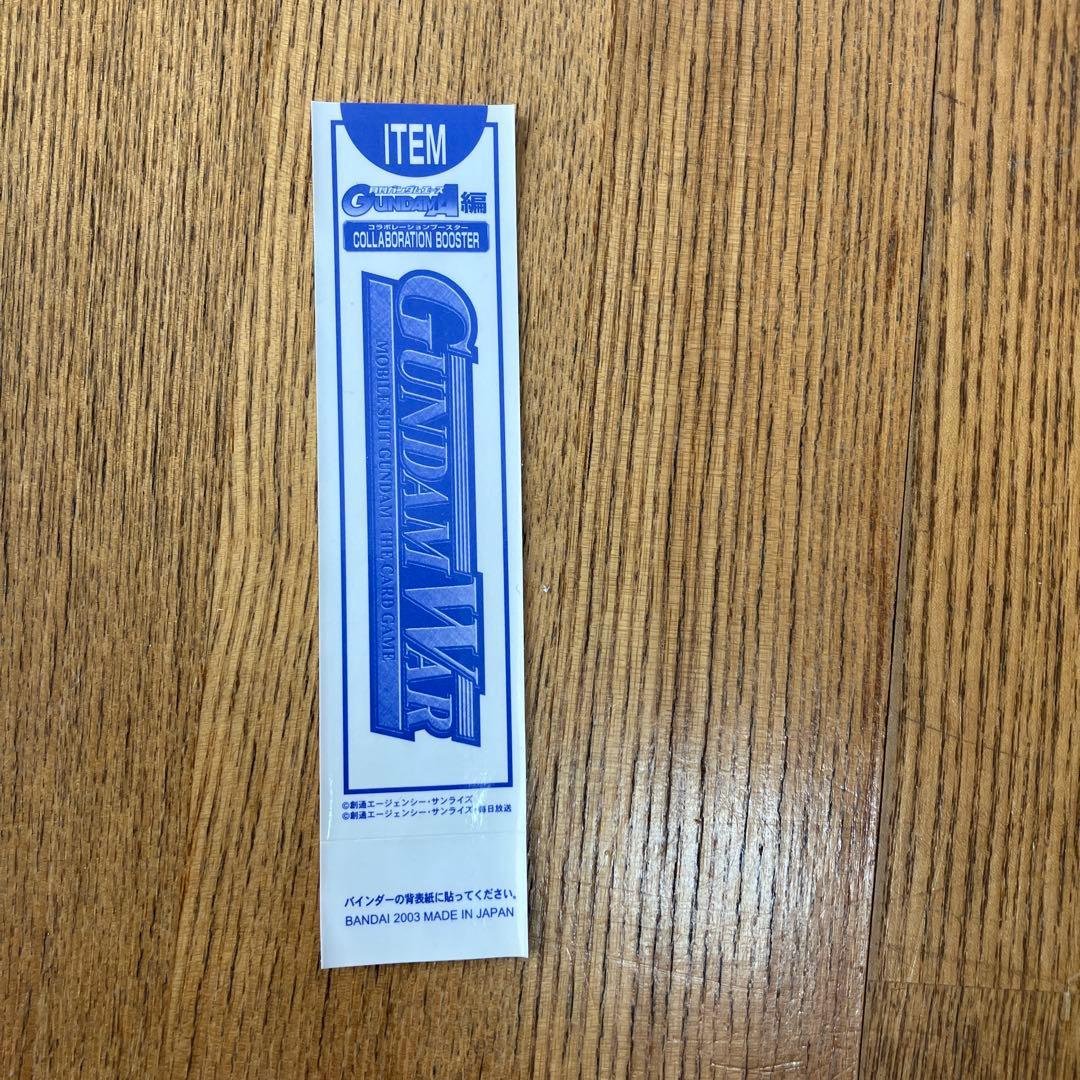 ITEM
月刊ガンダムエース
GUNDAM A 編
コラボレーションブースター
COLLABORATION BOOSTER
GUNDAM WAR
MOBILE SUIT GUNDAM THE CARD GAME
©創通エージェンシー・サンライズ
©創通エージェンシー・サンライズ・毎日放送
バインダーの背表紙に貼ってください。
BANDAI 2003 MADE IN JAPAN